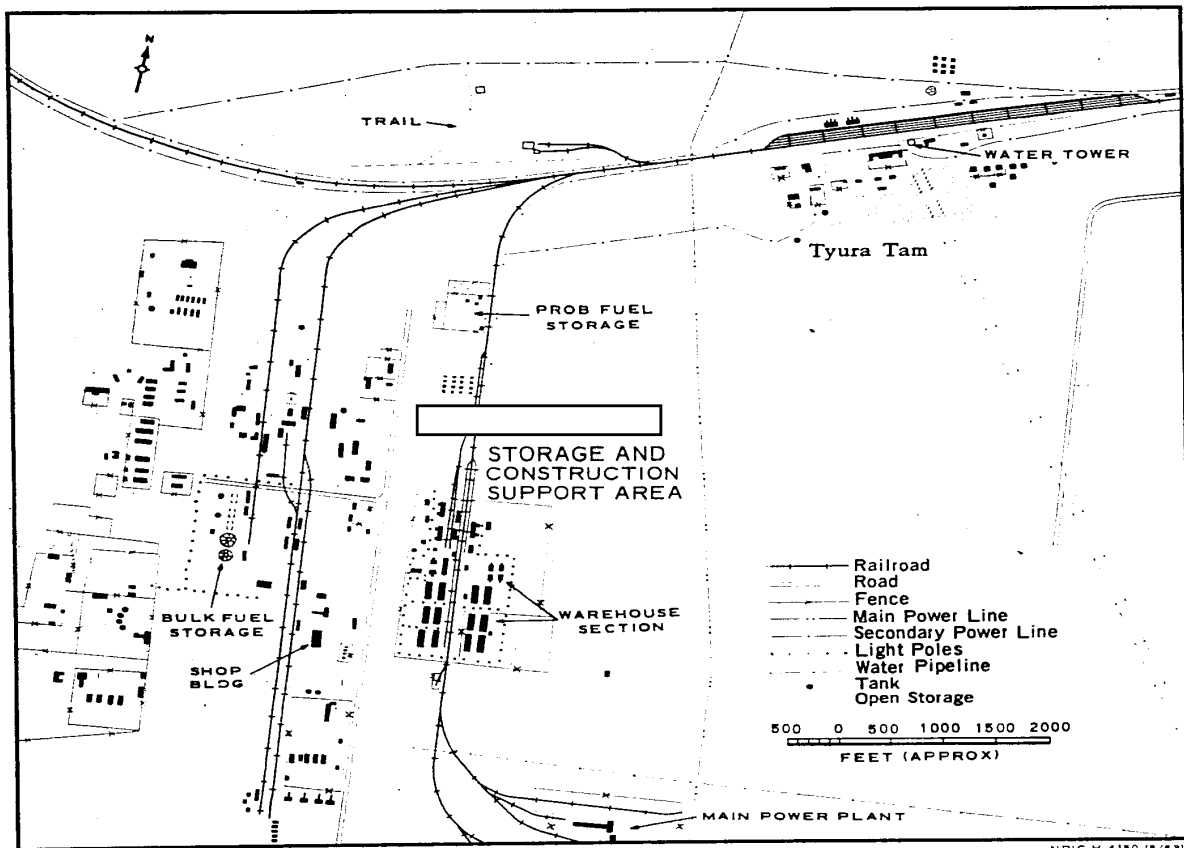 N
TRAIL
WATER TOWER
Tyura Tam
PROB FUEL
STORAGE
STORAGE AND
CONSTRUCTION
SUPPORT AREA
BULK FUEL
STORAGE
WAREHOUSE
SECTION
SHOP
BLDG
Railroad
Road
Fence
Main Power Line
Secondary Power Line
Light Poles
Water Pipeline
Tank
Open Storage
500 0 500 1000 1500 2000
FEET (APPROX)
MAIN POWER PLANT